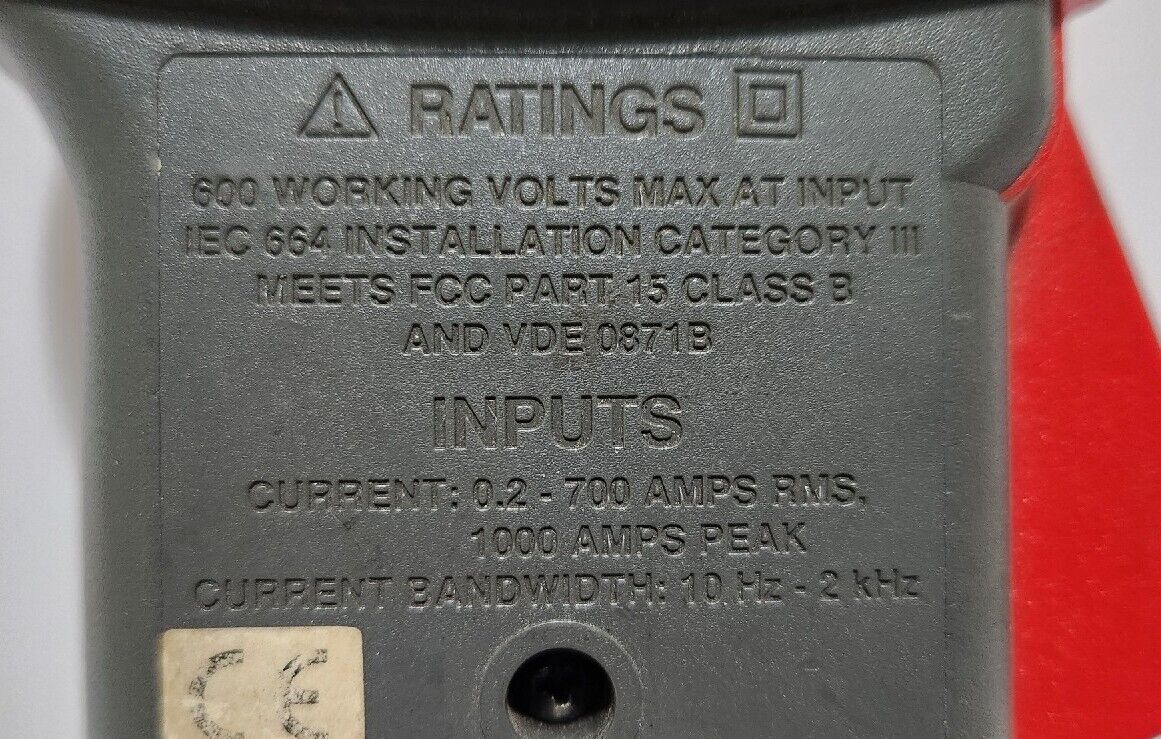 RATINGS
600 WORKING VOLTS MAX AT INPUT
IEC 664 INSTALLATION CATEGORY III
MEETS FCC PART 15 CLASS B
AND VDE 0871B
INPUTS
CURRENT: 0.2 - 700 AMPS RMS,
1000 AMPS PEAK
CURRENT BANDWIDTH: 10 Hz - 2 kHz
CE